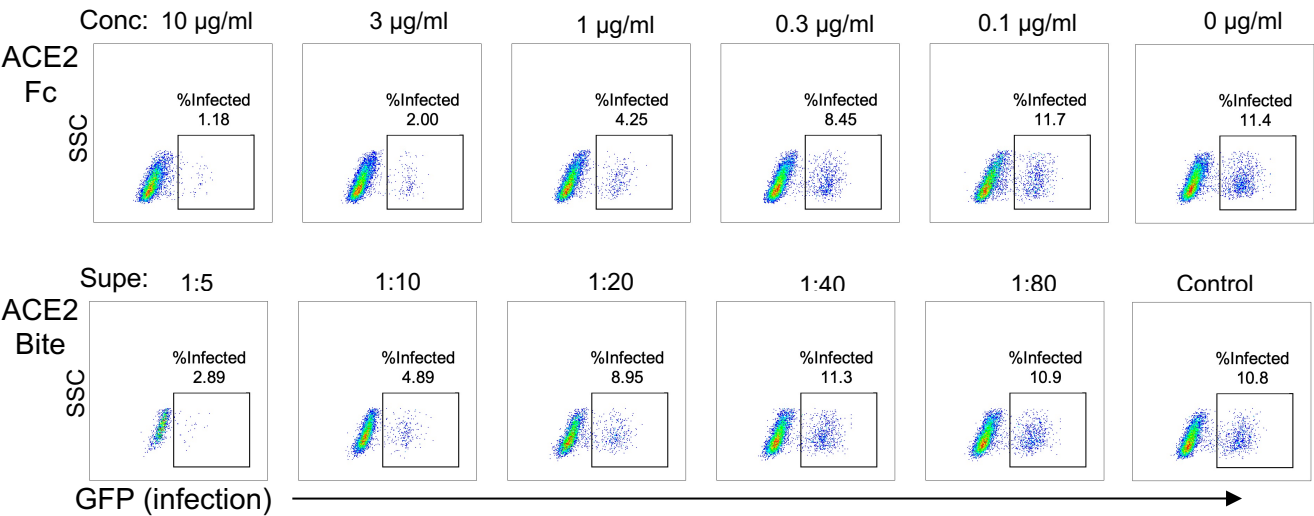 Conc: 10 µg/ml 3 µg/ml 1 µg/ml 0.3 µg/ml 0.1 µg/ml 0 µg/ml
ACE2
Fc
SSC
%Infected %Infected %Infected %Infected %Infected %Infected
1.18 2.00 4.25 8.45 11.7 11.4
Supe: 1:5 1:10 1:20 1:40 1:80 Control
ACE2
Bite
SSC
%Infected %Infected %Infected %Infected %Infected %Infected
2.89 4.89 8.95 11.3 10.9 10.8
GFP (infection)